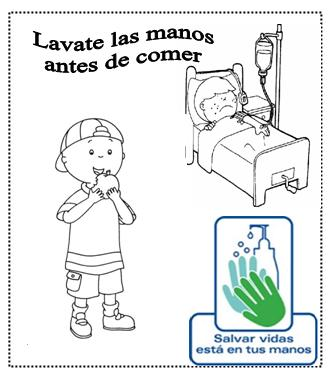 Lavate las manos
antes de comer
Salvar vidas
está en tus manos